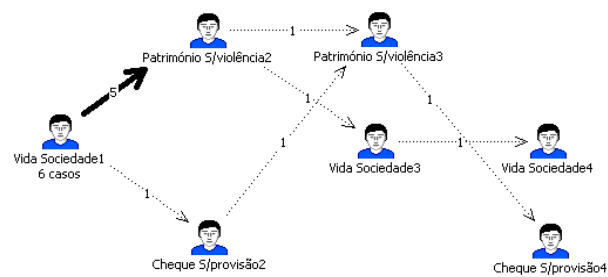 1
Património S/violência2
Património S/violência3
5
1
1
1
Vida Sociedade1
6 casos
Vida Sociedade3
1
Vida Sociedade4
1
Cheque S/provisão2
Cheque S/provisão4